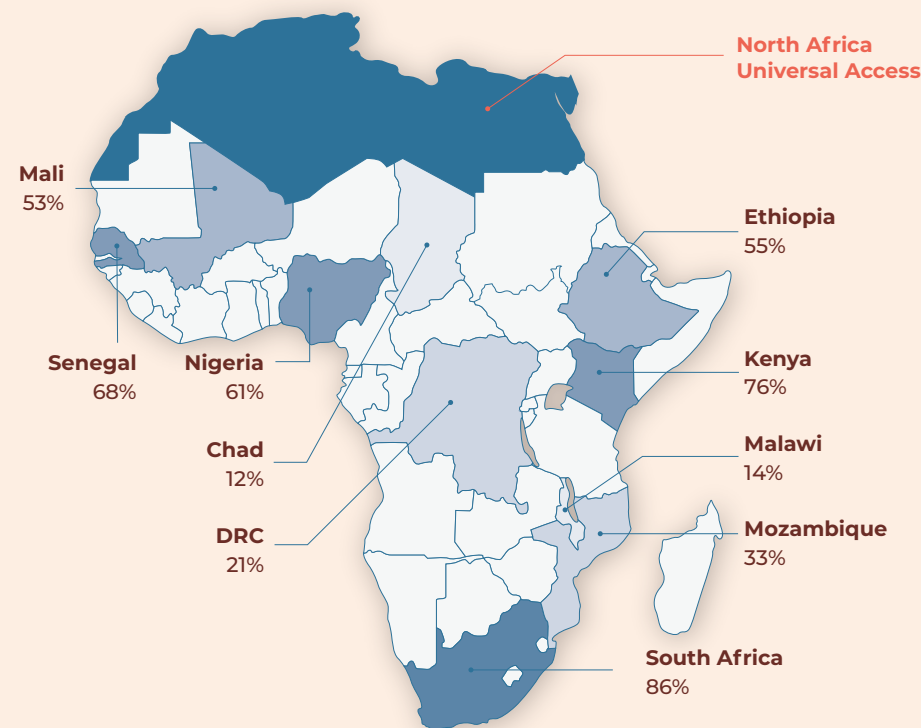 North Africa
Universal Access
Mali
53%
Ethiopia
55%
Senegal
68%
Nigeria
61%
Kenya
76%
Chad
12%
Malawi
14%
DRC
21%
Mozambique
33%
South Africa
86%